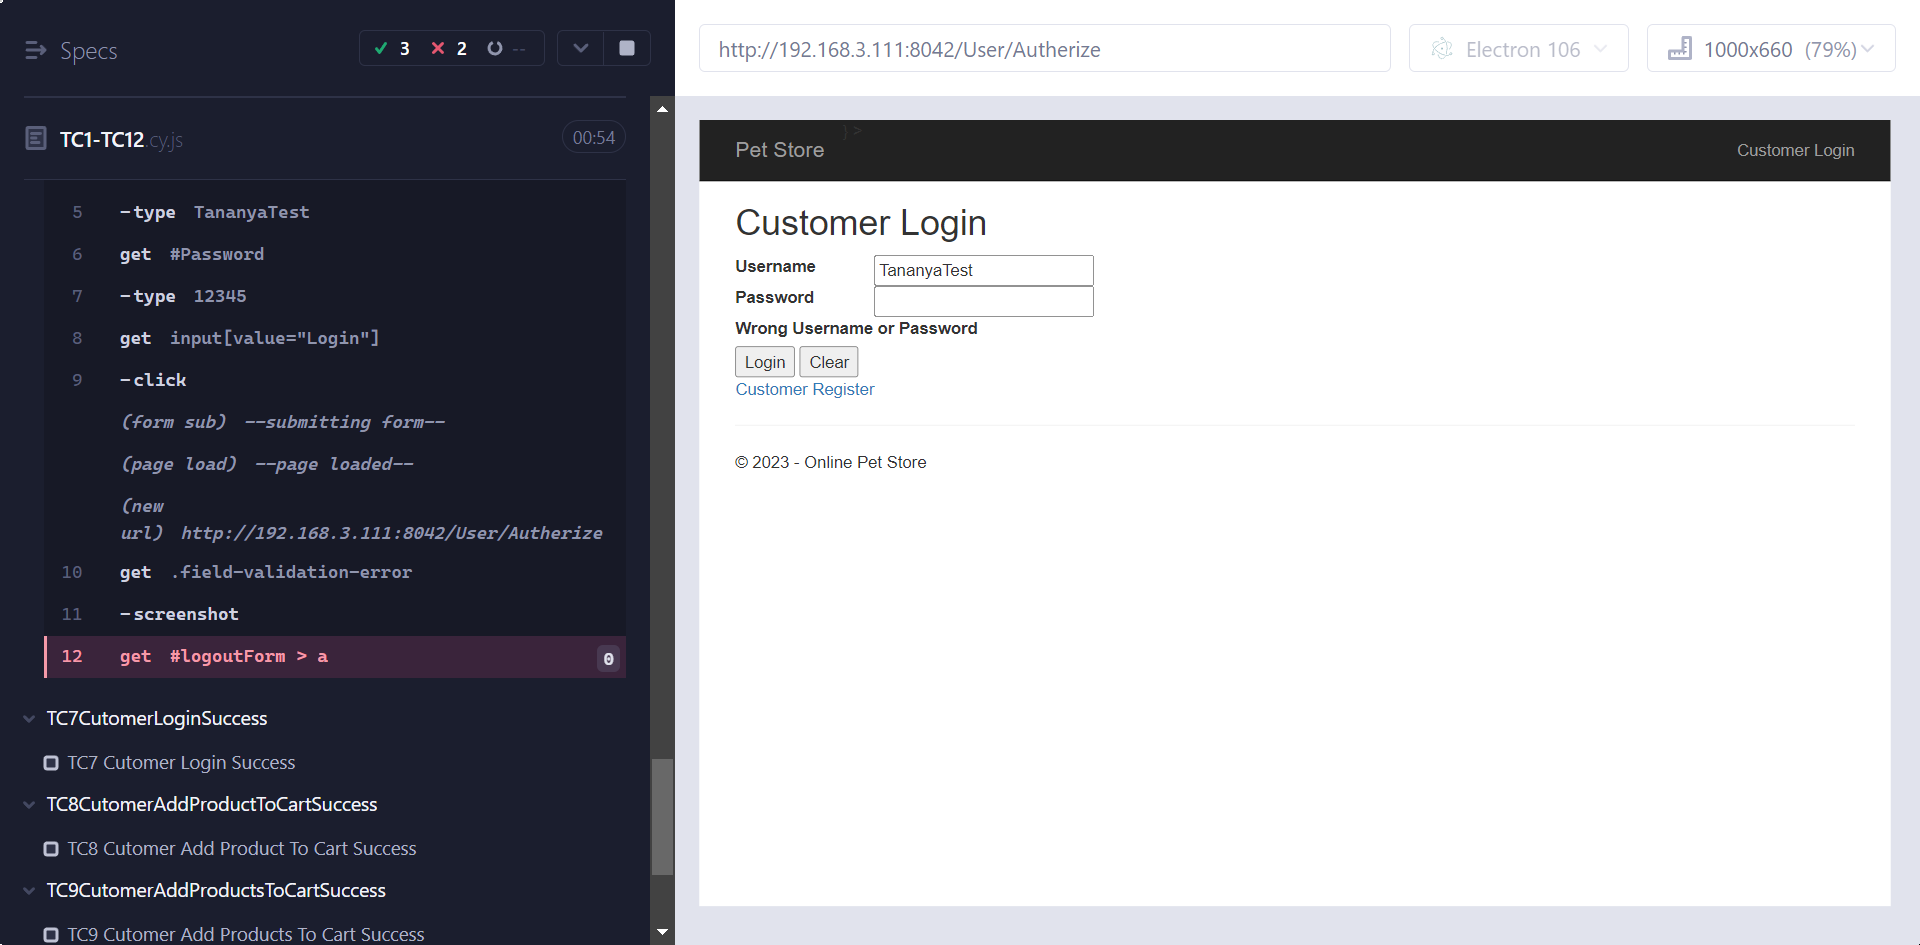 Specs
3 2 --
TC1-TC12.cy.js 00:54
5 -type TananyaTest
6 get #Password
7 -type 12345
8 get input[value="Login"]
9 -click
(form sub) --submitting form--
(page load) --page loaded--
(new
url) http://192.168.3.111:8042/User/Autherize
10 get .field-validation-error
11 -screenshot
12 get #logoutForm > a 0
TC7CutomerLoginSuccess
TC7 Cutomer Login Success
TC8CutomerAddProductToCartSuccess
TC8 Cutomer Add Product To Cart Success
TC9CutomerAddProductsToCartSuccess
TC9 Cutomer Add Products To Cart Success
http://192.168.3.111:8042/User/Autherize
Electron 106
1000x660 (79%)
}>
Pet Store
Customer Login
Customer Login
Username TananyaTest
Password
Wrong Username or Password
Login Clear
Customer Register
© 2023 - Online Pet Store